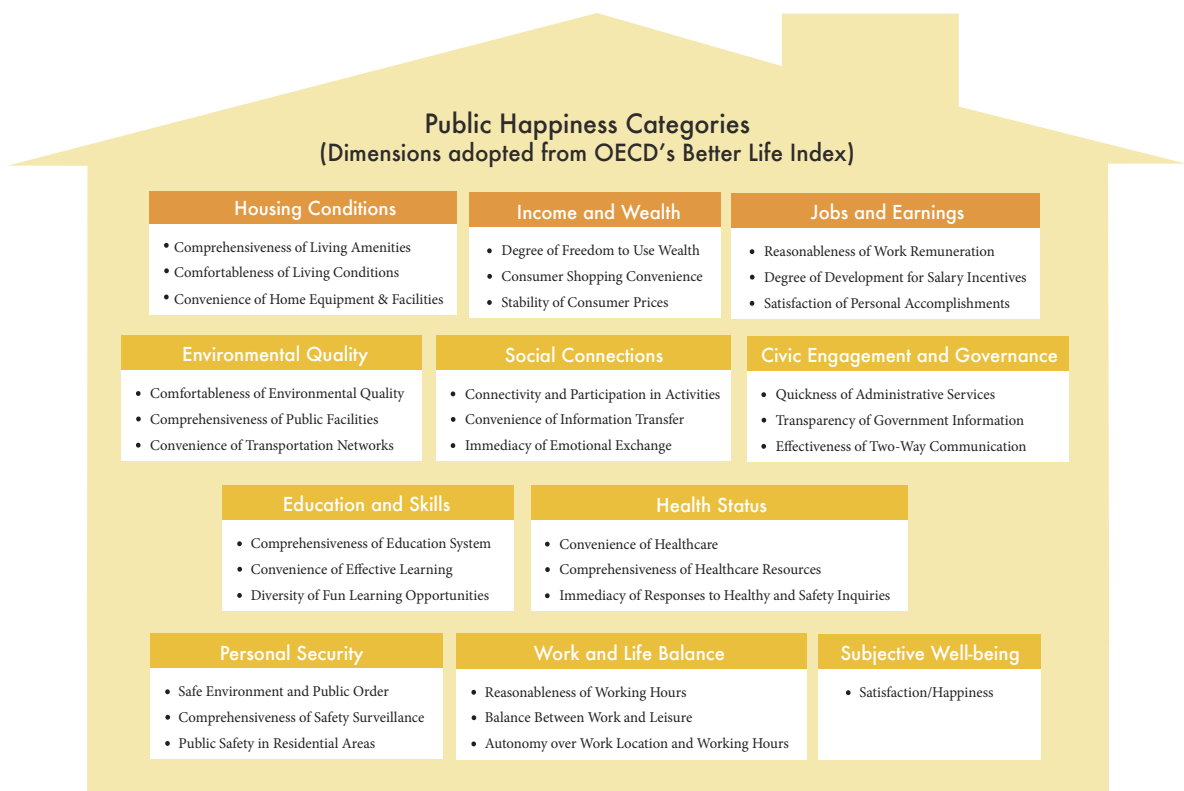 Public Happiness Categories
(Dimensions adopted from OECD's Better Life Index)
Housing Conditions
• Comprehensiveness of Living Amenities
• Comfortableness of Living Conditions
• Convenience of Home Equipment & Facilities
Income and Wealth
• Degree of Freedom to Use Wealth
• Consumer Shopping Convenience
• Stability of Consumer Prices
Jobs and Earnings
• Reasonableness of Work Remuneration
• Degree of Development for Salary Incentives
• Satisfaction of Personal Accomplishments
Environmental Quality
• Comfortableness of Environmental Quality
• Comprehensiveness of Public Facilities
• Convenience of Transportation Networks
Social Connections
• Connectivity and Participation in Activities
• Convenience of Information Transfer
• Immediacy of Emotional Exchange
Civic Engagement and Governance
• Quickness of Administrative Services
• Transparency of Government Information
• Effectiveness of Two-Way Communication
Education and Skills
• Comprehensiveness of Education System
• Convenience of Effective Learning
• Diversity of Fun Learning Opportunities
Health Status
• Convenience of Healthcare
• Comprehensiveness of Healthcare Resources
• Immediacy of Responses to Healthy and Safety Inquiries
Personal Security
• Safe Environment and Public Order
• Comprehensiveness of Safety Surveillance
• Public Safety in Residential Areas
Work and Life Balance
• Reasonableness of Working Hours
• Balance Between Work and Leisure
• Autonomy over Work Location and Working Hours
Subjective Well-being
• Satisfaction/Happiness